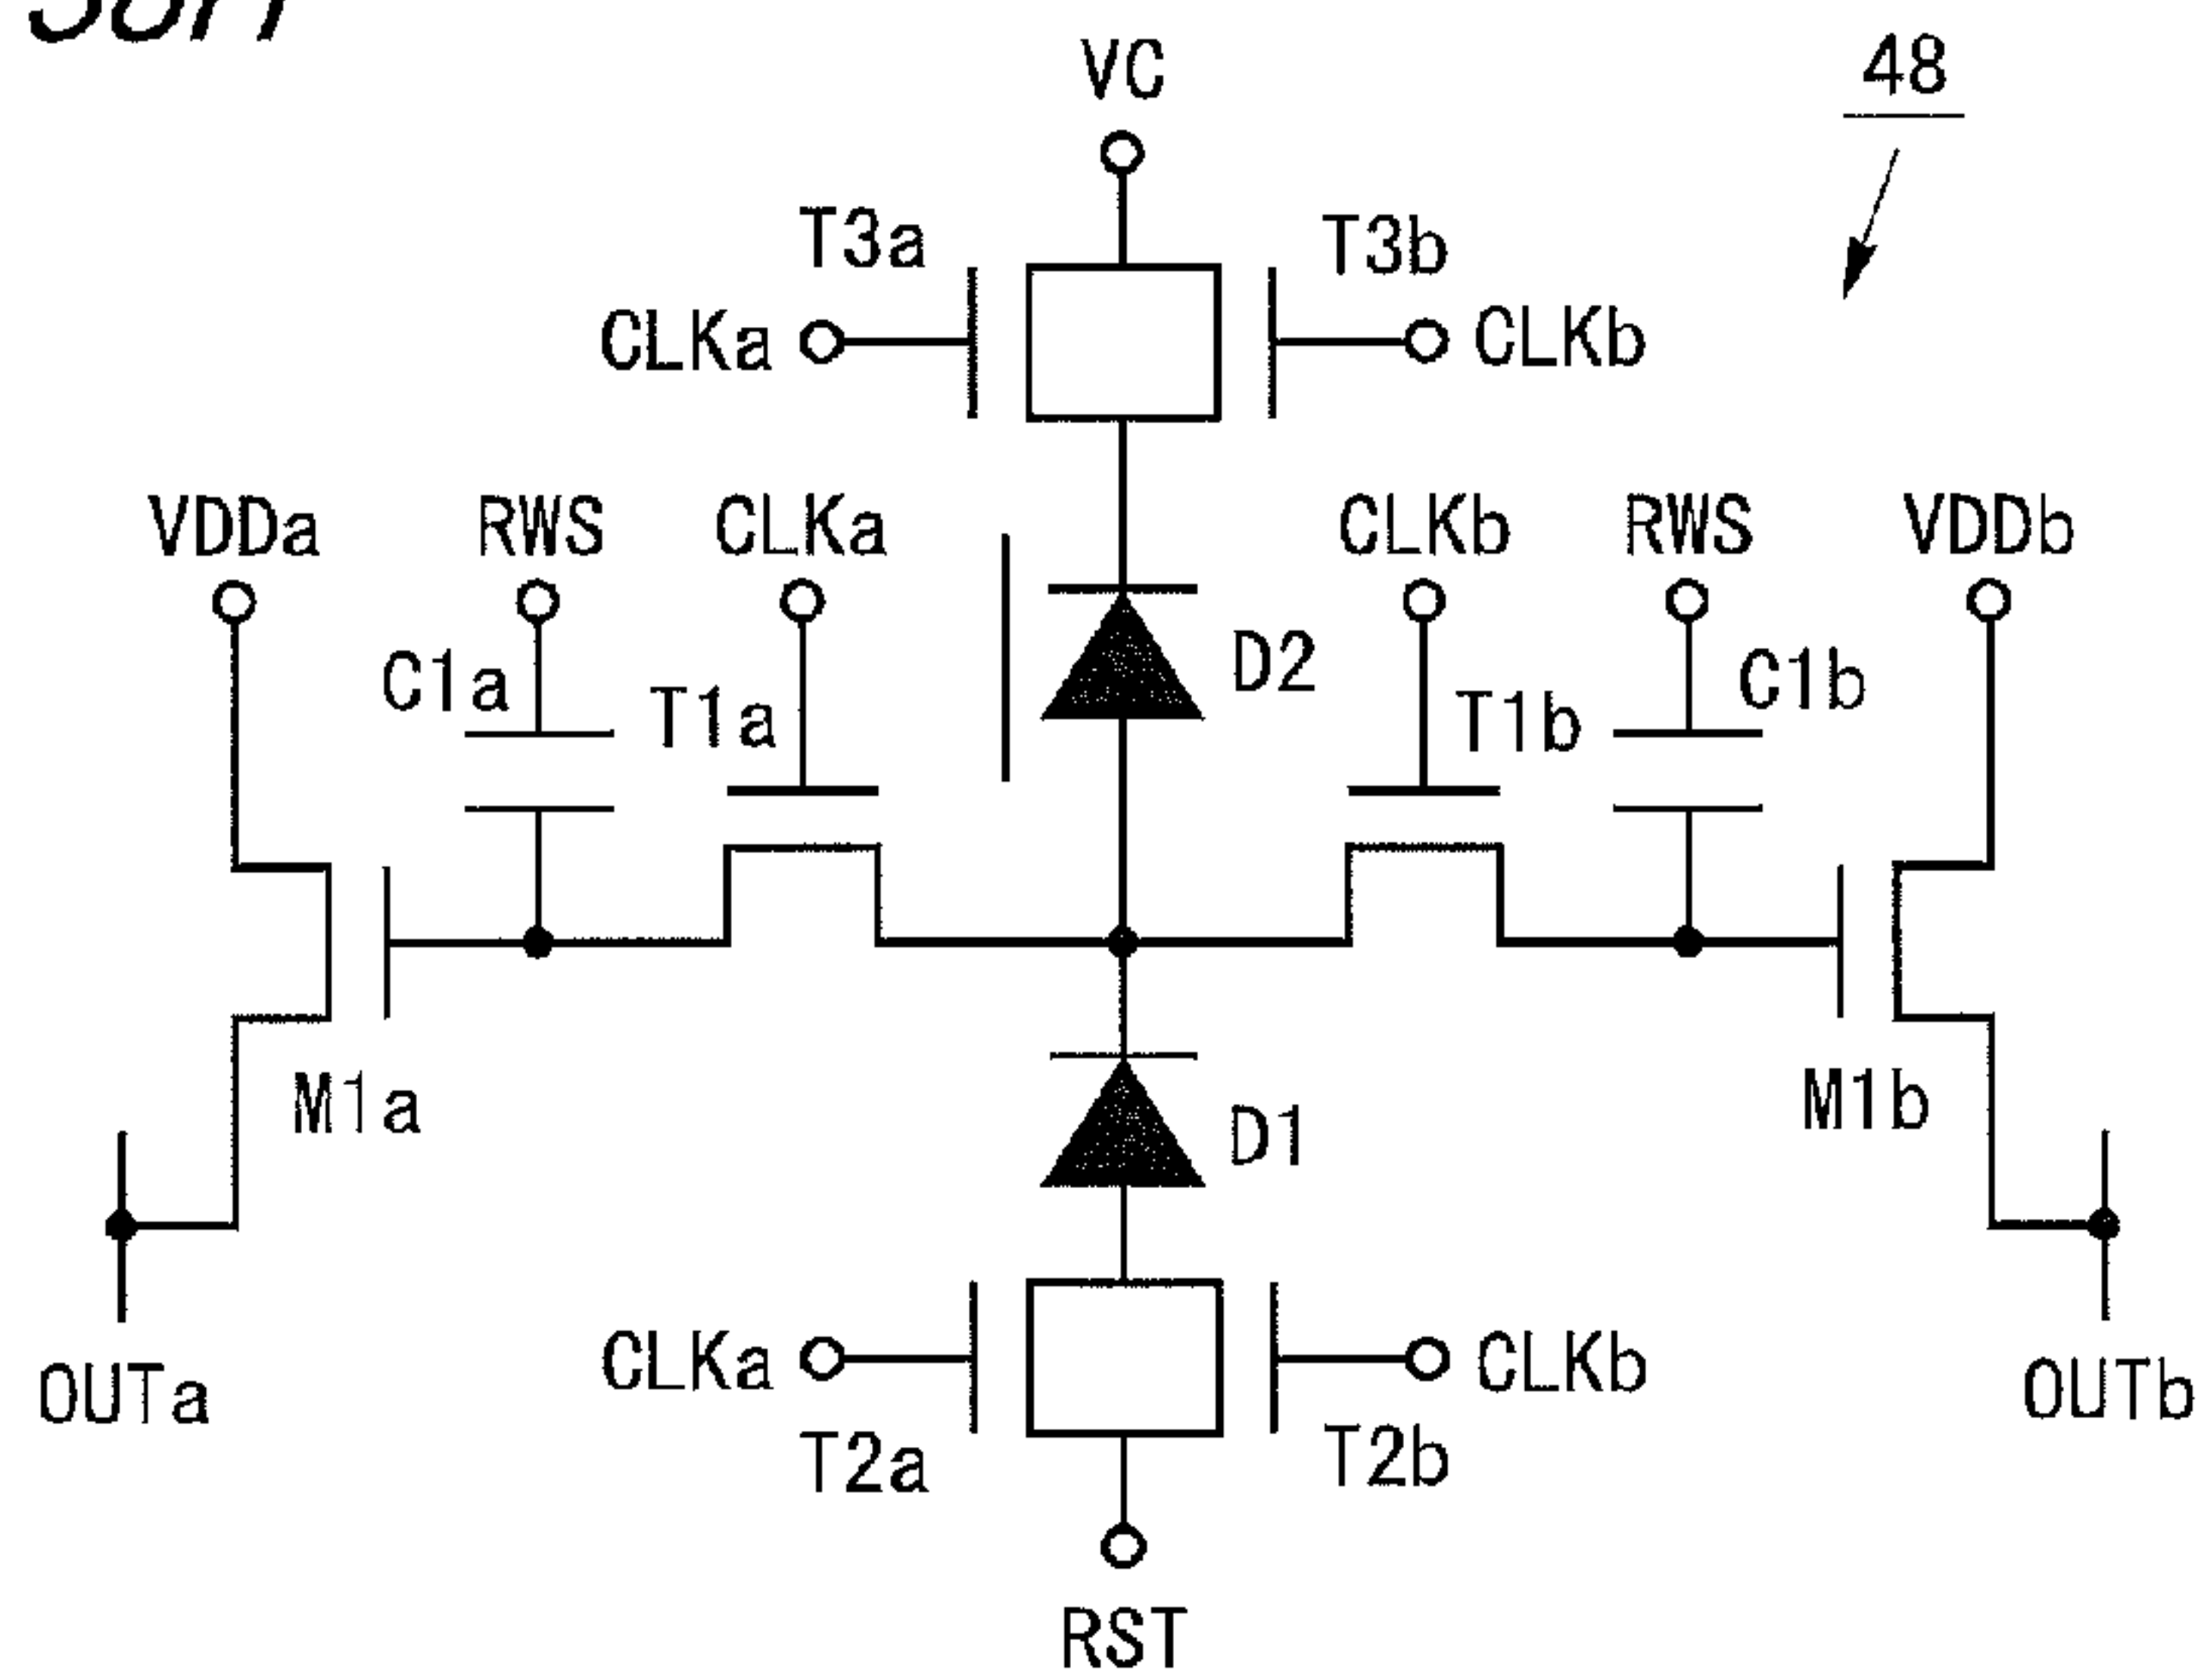 VC
48
T3a
T3b
CLKa
CLKb
VDDa
RWS
CLKa
CLKb
RWS
VDDb
C1a
T1a
D2
T1b
C1b
M1a
D1
M1b
CLKa
CLKb
OUTa
OUTb
T2a
T2b
RST